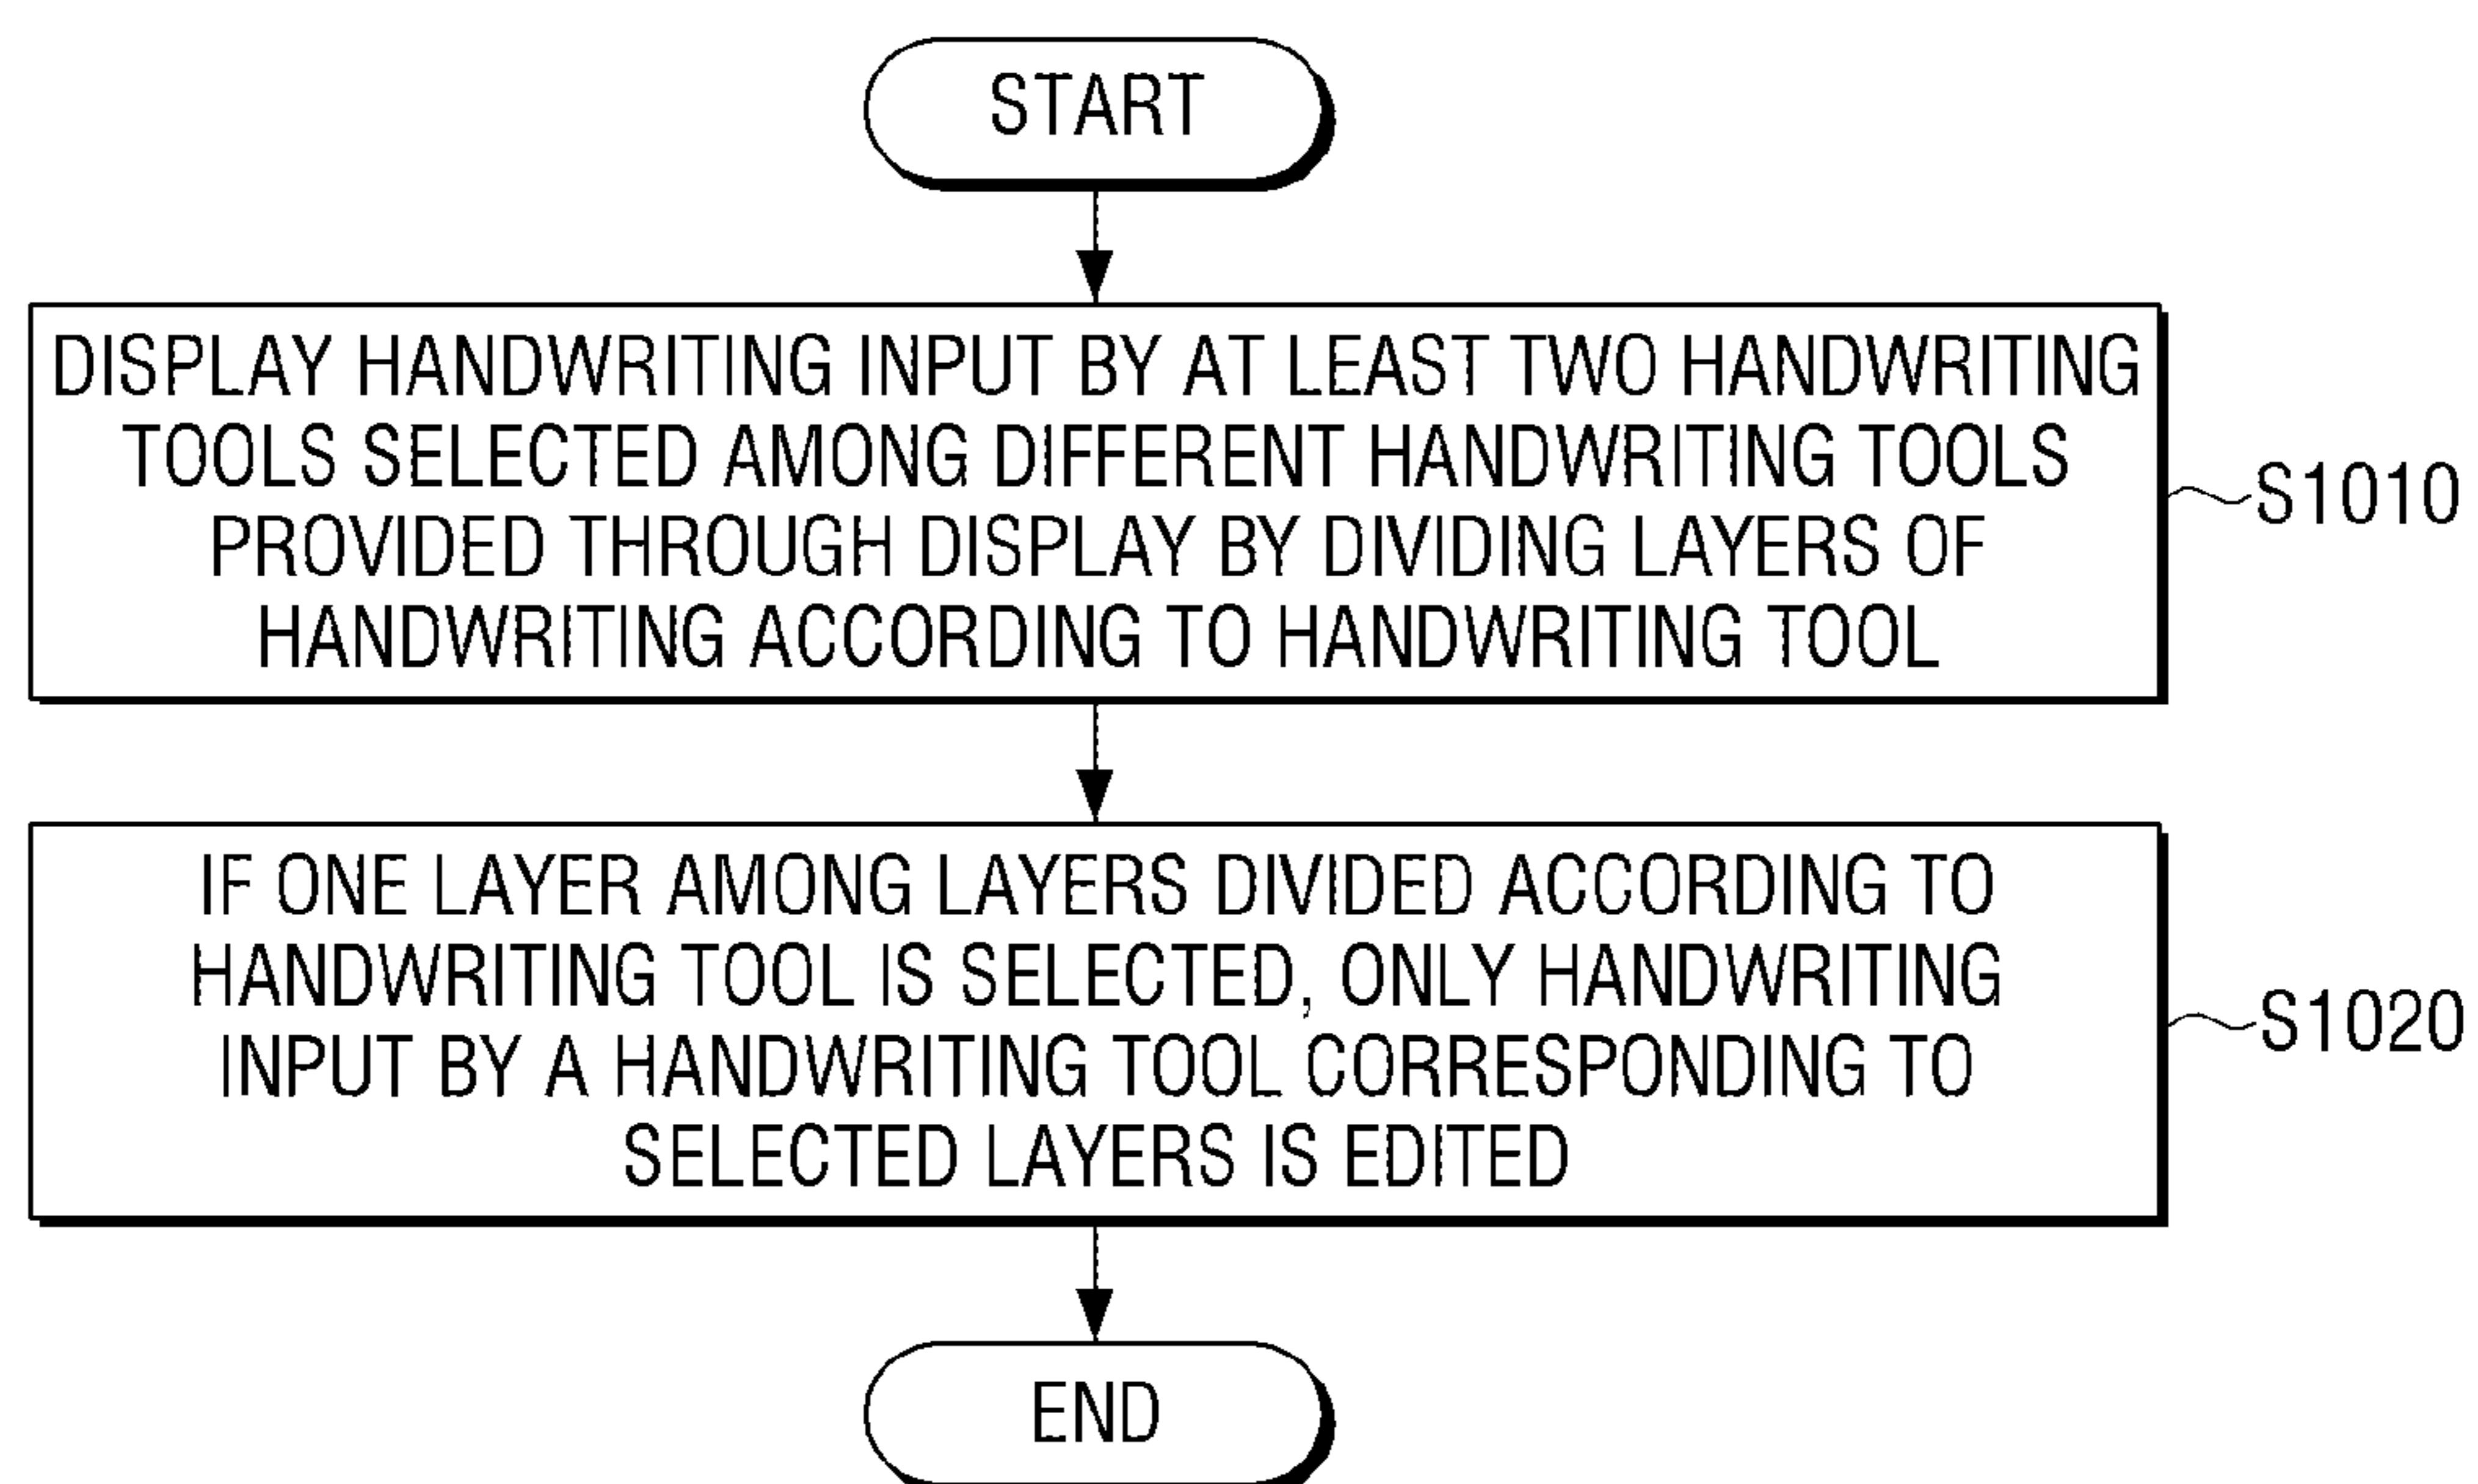 START
DISPLAY HANDWRITING INPUT BY AT LEAST TWO HANDWRITING
TOOLS SELECTED AMONG DIFFERENT HANDWRITING TOOLS
PROVIDED THROUGH DISPLAY BY DIVIDING LAYERS OF
HANDWRITING ACCORDING TO HANDWRITING TOOL
S1010
IF ONE LAYER AMONG LAYERS DIVIDED ACCORDING TO
HANDWRITING TOOL IS SELECTED, ONLY HANDWRITING
INPUT BY A HANDWRITING TOOL CORRESPONDING TO
SELECTED LAYERS IS EDITED
S1020
END